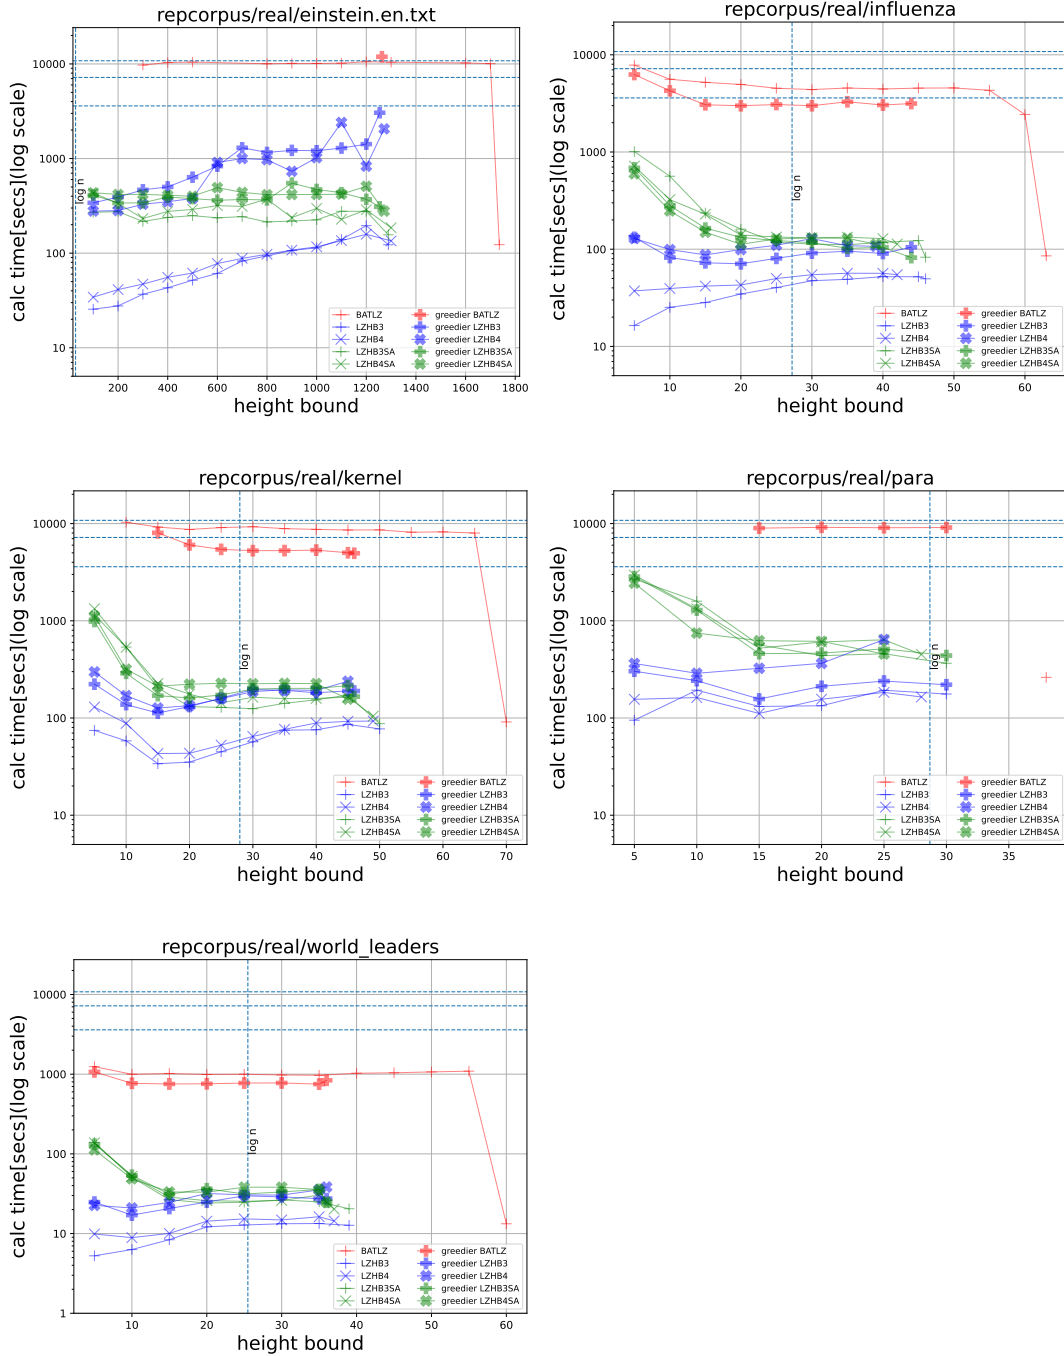 repcorpus/real/einstein.en.txt
calc time[secs](log scale)
10000
1000
100
10
log n
BATLZ
LZHB3
LZHB4
LZHB3SA
LZHB4SA
greedier BATLZ
greedier LZHB3
greedier LZHB4
greedier LZHB3SA
greedier LZHB4SA
200 400 600 800 1000 1200 1400 1600 1800
height bound
repcorpus/real/influenza
calc time[secs](log scale)
10000
1000
100
10
log n
BATLZ
LZHB3
LZHB4
LZHB3SA
LZHB4SA
greedier BATLZ
greedier LZHB3
greedier LZHB4
greedier LZHB3SA
greedier LZHB4SA
10 20 30 40 50 60
height bound
repcorpus/real/kernel
calc time[secs](log scale)
10000
1000
100
10
log n
BATLZ
LZHB3
LZHB4
LZHB3SA
LZHB4SA
greedier BATLZ
greedier LZHB3
greedier LZHB4
greedier LZHB3SA
greedier LZHB4SA
10 20 30 40 50 60 70
height bound
repcorpus/real/para
calc time[secs](log scale)
10000
1000
100
10
log n
BATLZ
LZHB3
LZHB4
LZHB3SA
LZHB4SA
greedier BATLZ
greedier LZHB3
greedier LZHB4
greedier LZHB3SA
greedier LZHB4SA
5 10 15 20 25 30 35
height bound
repcorpus/real/world_leaders
calc time[secs](log scale)
10000
1000
100
10
1
log n
BATLZ
LZHB3
LZHB4
LZHB3SA
LZHB4SA
greedier BATLZ
greedier LZHB3
greedier LZHB4
greedier LZHB3SA
greedier LZHB4SA
10 20 30 40 50 60
height bound